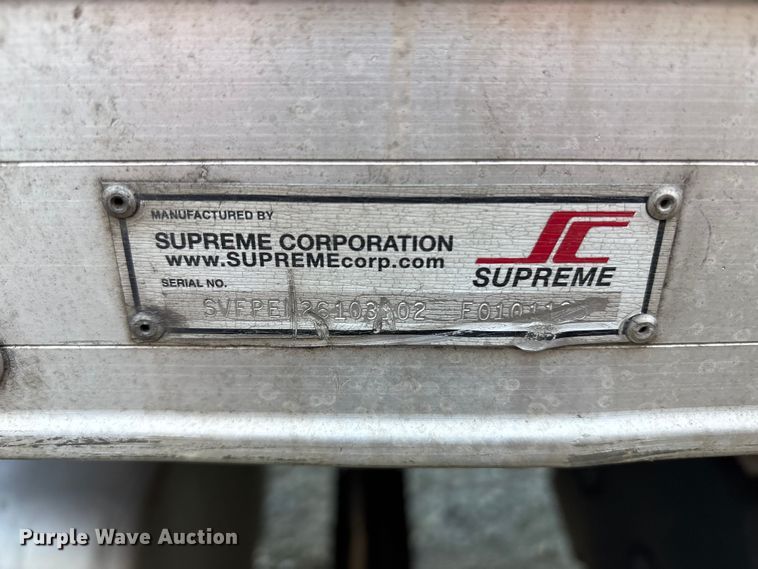 MANUFACTURED BY
SUPREME CORPORATION
www.SUPREMEcorp.com
SERIAL NO.
SUPREME
Purple Wave Auction